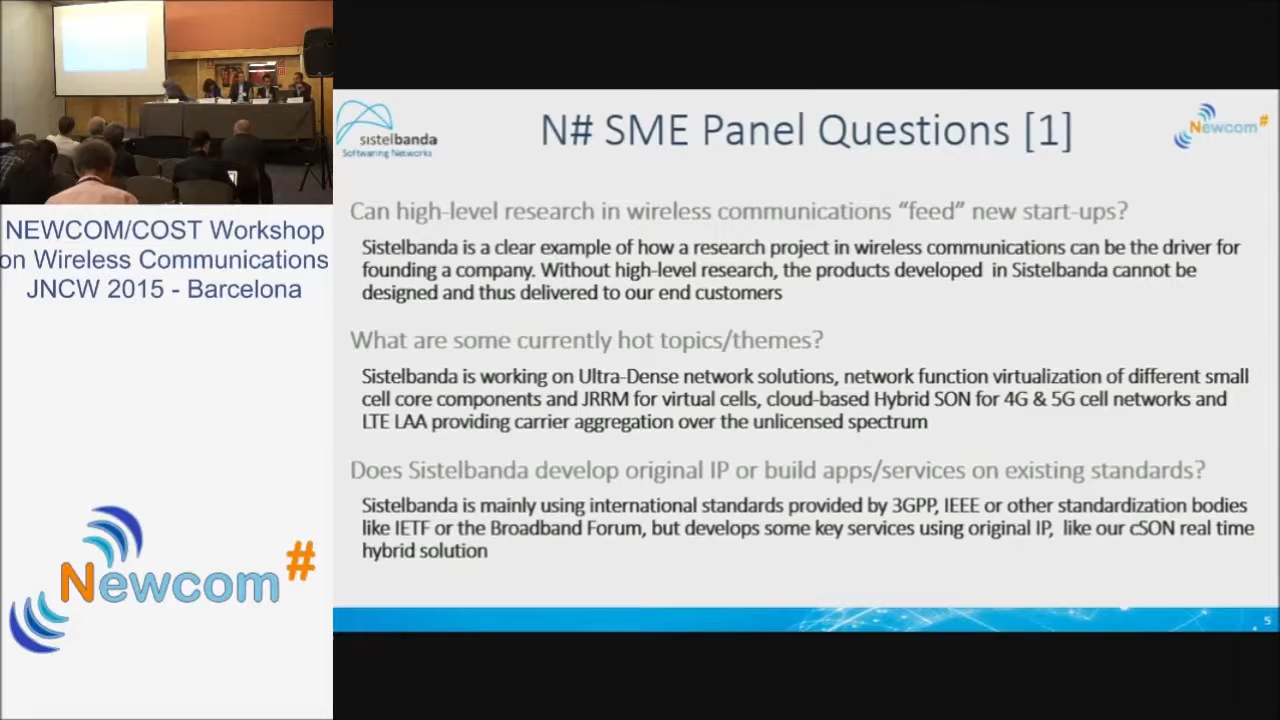 NEWCOM/COST Workshop
on Wireless Communications
JNCW 2015 - Barcelona
Newcom#
sistelbanda
Softwaring Networks
N# SME Panel Questions [1]
Newcom#
Can high-level research in wireless communications “feed” new start-ups?
Sistelbanda is a clear example of how a research project in wireless communications can be the driver for
founding a company. Without high-level research, the products developed in Sistelbanda cannot be
designed and thus delivered to our end customers
What are some currently hot topics/themes?
Sistelbanda is working on Ultra-Dense network solutions, network function virtualization of different small
cell core components and JRRM for virtual cells, cloud-based Hybrid SON for 4G & 5G cell networks and
LTE LAA providing carrier aggregation over the unlicensed spectrum
Does Sistelbanda develop original IP or build apps/services on existing standards?
Sistelbanda is mainly using international standards provided by 3GPP, IEEE or other standardization bodies
like IETF or the Broadband Forum, but develops some key services using original IP, like our cSON real time
hybrid solution
5